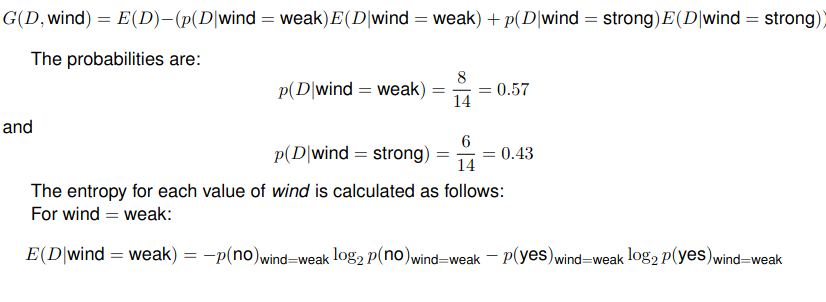 G(D, wind) = E(D)−(p(D|wind = weak)E(D|wind = weak) + p(D|wind = strong)E(D|wind = strong))
The probabilities are:
p(D|wind = weak) = 8/14 = 0.57
and
p(D|wind = strong) = 6/14 = 0.43
The entropy for each value of wind is calculated as follows:
For wind = weak:
E(D|wind = weak) = −p(no)wind=weak log₂ p(no)wind=weak − p(yes)wind=weak log₂ p(yes)wind=weak